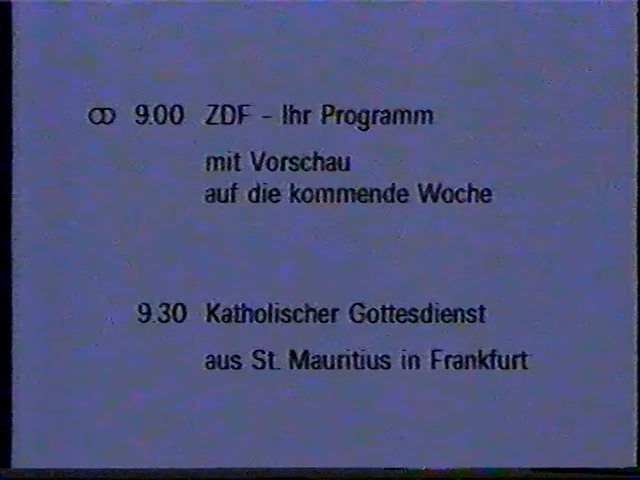 9.00 ZDF - Ihr Programm
mit Vorschau
auf die kommende Woche
9.30 Katholischer Gottesdienst
aus St. Mauritius in Frankfurt